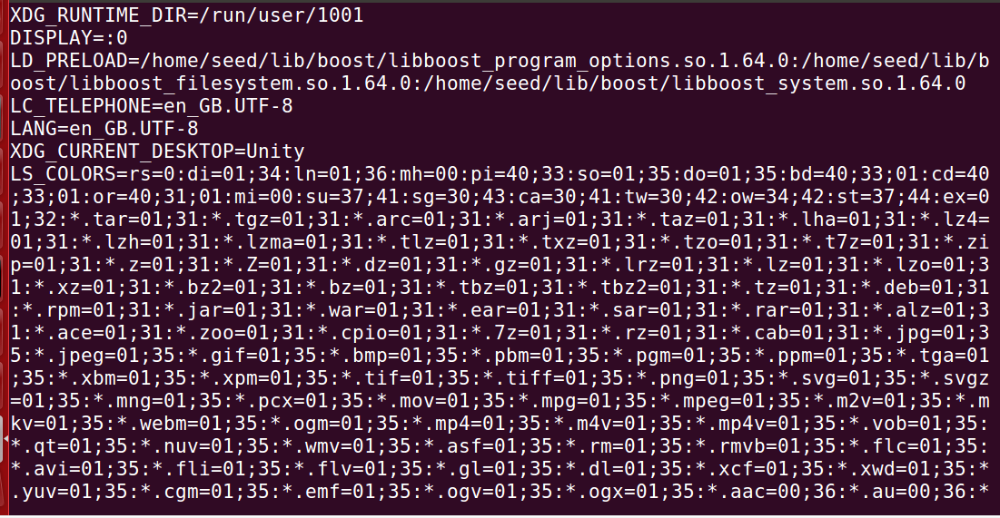 XDG_RUNTIME_DIR=/run/user/1001
DISPLAY=:0
LD_PRELOAD=/home/seed/lib/boost/libboost_program_options.so.1.64.0:/home/seed/lib/b
oost/libboost_filesystem.so.1.64.0:/home/seed/lib/boost/libboost_system.so.1.64.0
LC_TELEPHONE=en_GB.UTF-8
LANG=en_GB.UTF-8
XDG_CURRENT_DESKTOP=Unity
LS_COLORS=rs=0:di=01;34:ln=01;36:mh=00:pi=40;33:so=01;35:do=01;35:bd=40;33;01:cd=40
;33;01:or=40;31;01:mi=00:su=37;41:sg=30;43:ca=30;41:tw=30;42:ow=34;42:st=37;44:ex=0
1;32:*.tar=01;31:*.tgz=01;31:*.arc=01;31:*.arj=01;31:*.taz=01;31:*.lha=01;31:*.lz4=
01;31:*.lzh=01;31:*.lzma=01;31:*.tlz=01;31:*.txz=01;31:*.tzo=01;31:*.t7z=01;31:*.zi
p=01;31:*.z=01;31:*.Z=01;31:*.dz=01;31:*.gz=01;31:*.lrz=01;31:*.lz=01;31:*.lzo=01;3
1:*.xz=01;31:*.bz2=01;31:*.bz=01;31:*.tbz=01;31:*.tbz2=01;31:*.tz=01;31:*.deb=01;31
:*.rpm=01;31:*.jar=01;31:*.war=01;31:*.ear=01;31:*.sar=01;31:*.rar=01;31:*.alz=01;3
1:*.ace=01;31:*.zoo=01;31:*.cpio=01;31:*.7z=01;31:*.rz=01;31:*.cab=01;31:*.jpg=01;3
5:*.jpeg=01;35:*.gif=01;35:*.bmp=01;35:*.pbm=01;35:*.pgm=01;35:*.ppm=01;35:*.tga=01
;35:*.xbm=01;35:*.xpm=01;35:*.tif=01;35:*.tiff=01;35:*.png=01;35:*.svg=01;35:*.svgz
=01;35:*.mng=01;35:*.pcx=01;35:*.mov=01;35:*.mpg=01;35:*.mpeg=01;35:*.m2v=01;35:*.m
kv=01;35:*.webm=01;35:*.ogm=01;35:*.mp4=01;35:*.m4v=01;35:*.mp4v=01;35:*.vob=01;35:
*.qt=01;35:*.nuv=01;35:*.wmv=01;35:*.asf=01;35:*.rm=01;35:*.rmvb=01;35:*.flc=01;35:
*.avi=01;35:*.fli=01;35:*.flv=01;35:*.gl=01;35:*.dl=01;35:*.xcf=01;35:*.xwd=01;35:*
.yuv=01;35:*.cgm=01;35:*.emf=01;35:*.ogv=01;35:*.ogx=01;35:*.aac=00;36:*.au=00;36:*